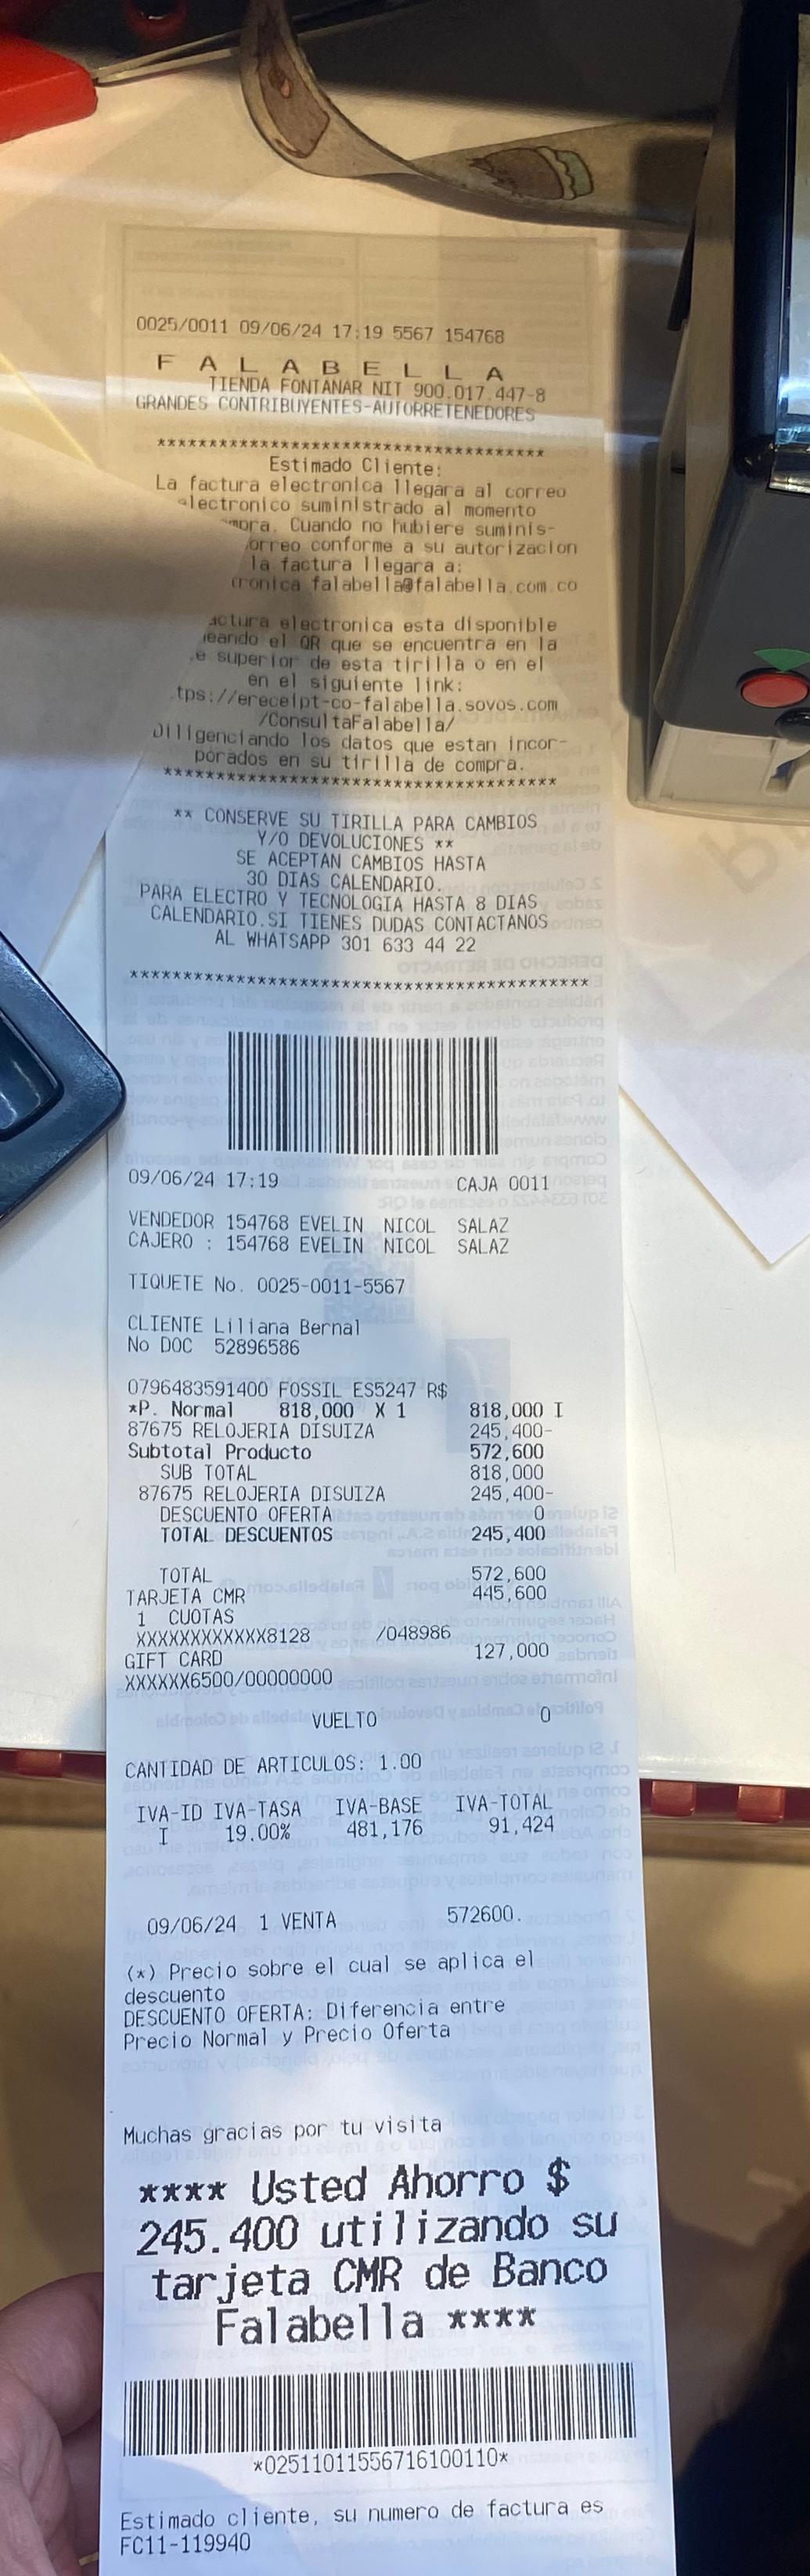 0025/0011 09/06/24 17:19 5567 154768
F A L A B E L L A
TIENDA FONTANAR NIT 900.017.447-8
GRANDES CONTRIBUYENTES-AUTORRETENEDORES
**************************************
Estimado Cliente:
La factura electronica llegara al correo
electronico suministrado al momento
mpra. Cuando no hubiere suminis-
orreo conforme a su autorizacion
la factura llegara a:
ronica falabella@falabella.com.co
actura electronica esta disponible
eando el QR que se encuentra en la
e superior de esta tirilla o en el
en el siguiente link:
tps://ereceipt-co-falabella.sovos.com
/ConsultaFalabella/
Diligenciando los datos que estan incor-
porados en su tirilla de compra.
**************************************
** CONSERVE SU TIRILLA PARA CAMBIOS
Y/O DEVOLUCIONES **
SE ACEPTAN CAMBIOS HASTA
30 DIAS CALENDARIO.
PARA ELECTRO Y TECNOLOGIA HASTA 8 DIAS
CALENDARIO.SI TIENES DUDAS CONTACTANOS
AL WHATSAPP 301 633 44 22
********************************************
09/06/24 17:19 CAJA 0011
VENDEDOR 154768 EVELIN NICOL SALAZ
CAJERO : 154768 EVELIN NICOL SALAZ
TIQUETE No. 0025-0011-5567
CLIENTE Liliana Bernal
No DOC 52896586
0796483591400 FOSSIL ES5247 R$
*P. Normal 818,000 X 1 818,000 I
87675 RELOJERIA DISUIZA 245,400-
Subtotal Producto 572,600
SUB TOTAL 818,000
87675 RELOJERIA DISUIZA 245,400-
DESCUENTO OFERTA 0
TOTAL DESCUENTOS 245,400
TOTAL 572,600
TARJETA CMR 445,600
1 CUOTAS
XXXXXXXXXXXX8128 /048986
GIFT CARD 127,000
XXXXXX6500/00000000
VUELTO 0
CANTIDAD DE ARTICULOS: 1.00
IVA-ID IVA-TASA IVA-BASE IVA-TOTAL
I 19.00% 481,176 91,424
09/06/24 1 VENTA 572600.
(*) Precio sobre el cual se aplica el
descuento
DESCUENTO OFERTA: Diferencia entre
Precio Normal y Precio Oferta
Muchas gracias por tu visita
**** Usted Ahorro $
245.400 utilizando su
tarjeta CMR de Banco
Falabella ****
*02511011556716100110*
Estimado cliente, su numero de factura es
FC11-119940